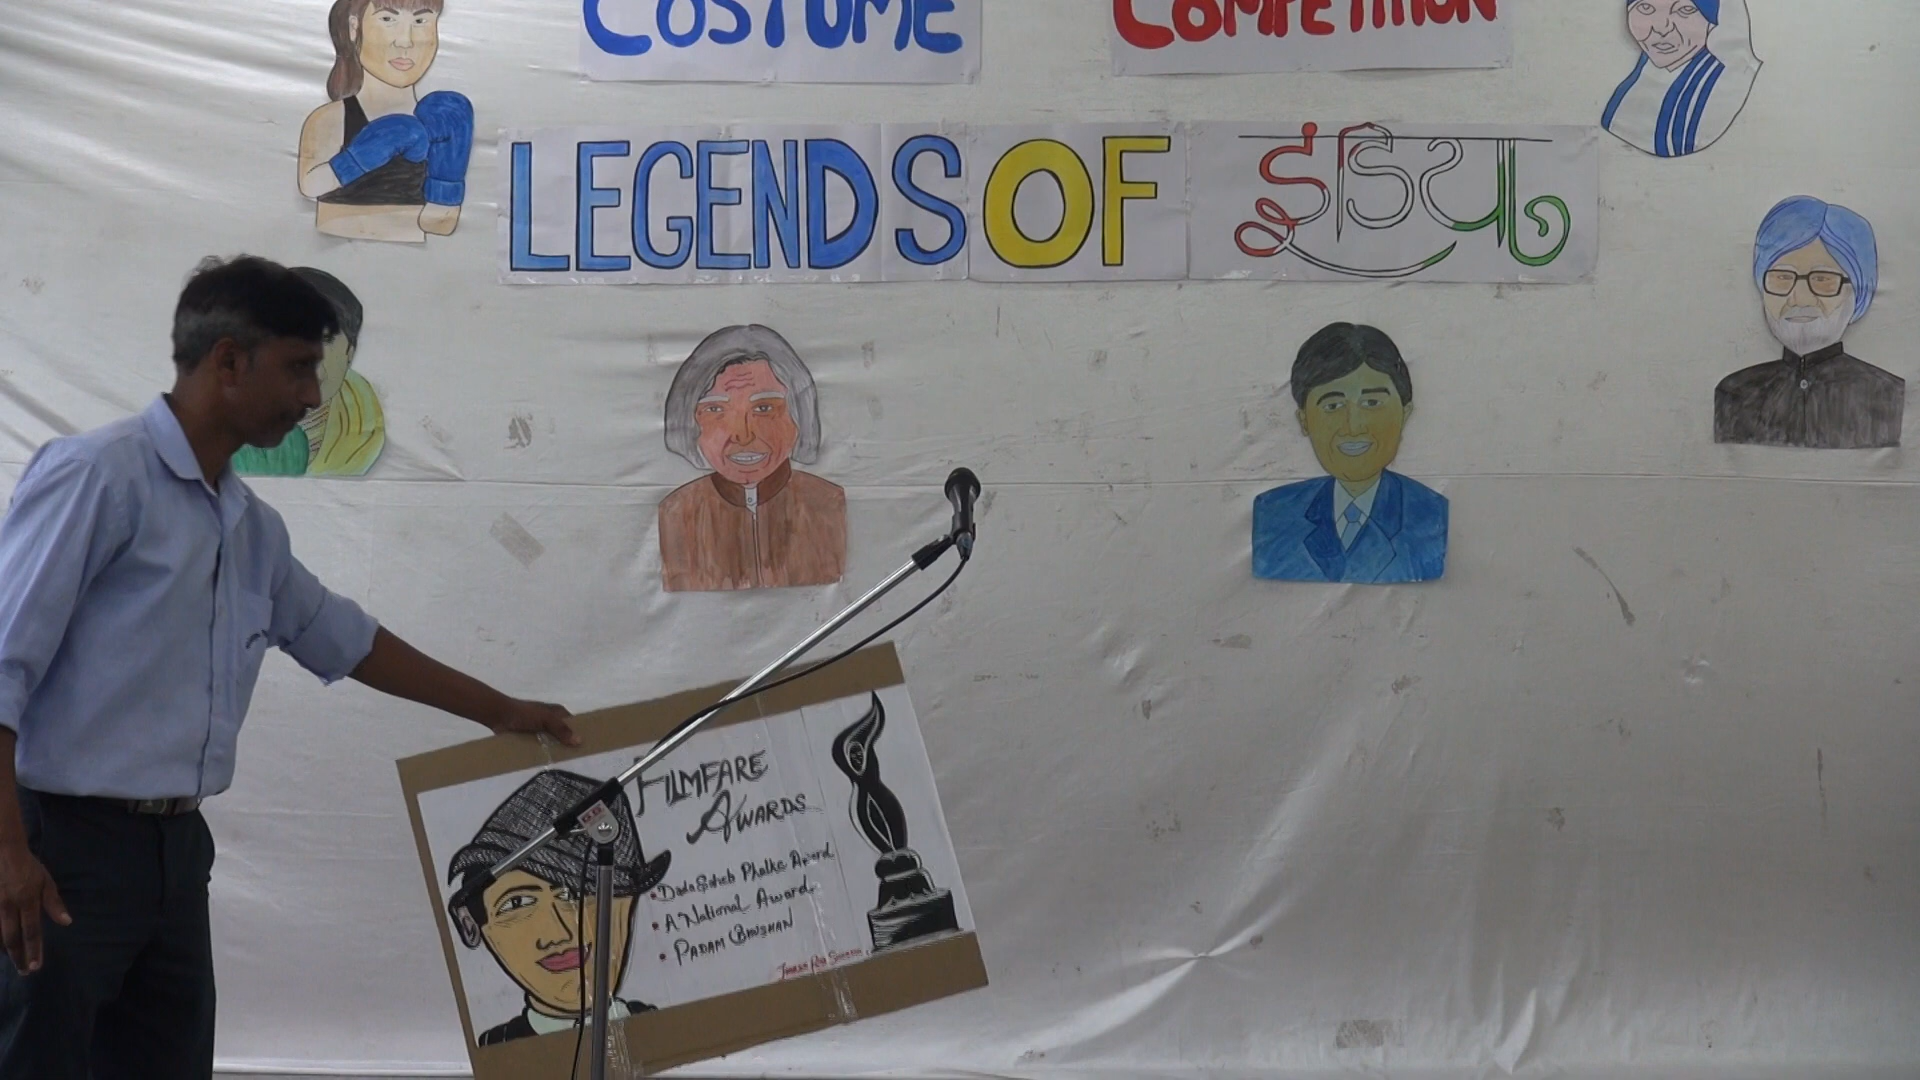 COSTUME COMPETITION
LEGENDS OF इंडिया
FILMFARE
AWARDS
• DadaSaheb Phalke Award
• A National Award
• PADAM BHUSHAN